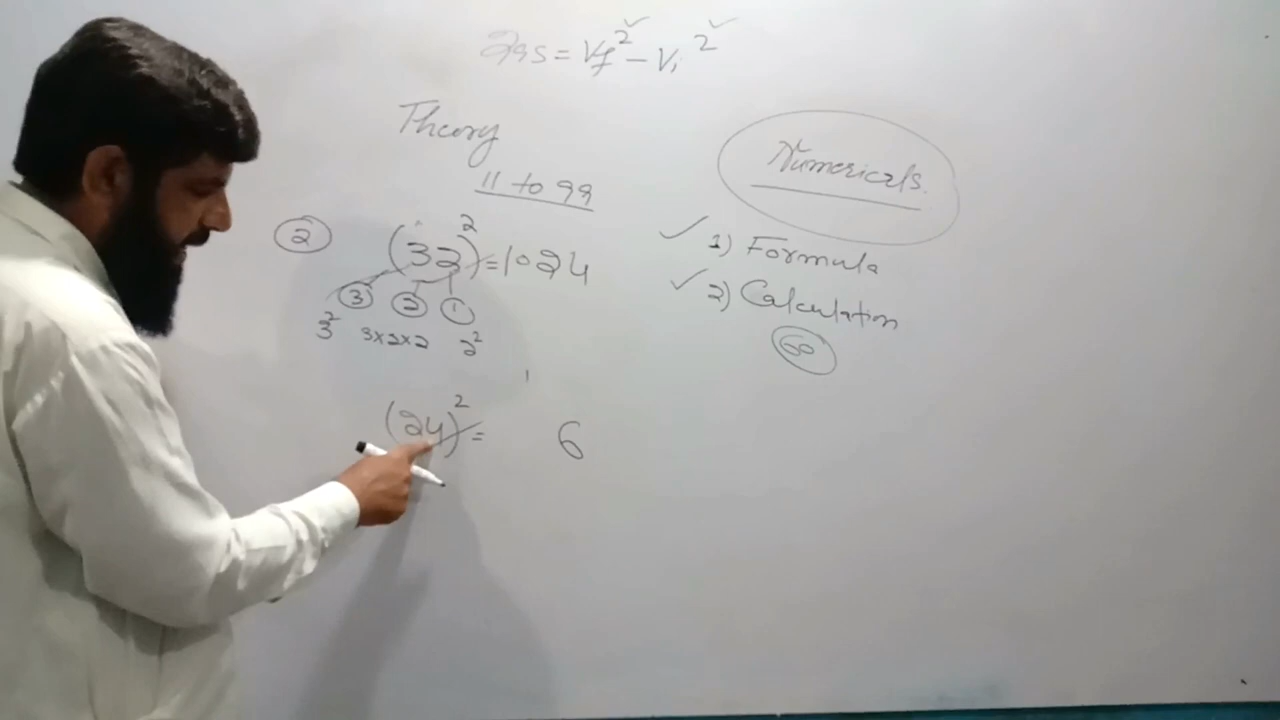 2as = Vf² - Vi²
Theory
11 to 99
Numericals.
2 (32)² = 1024
3 2 1
3² 3×2×2 2²
1) Formula
2) Calculation
60
(24)² = 6